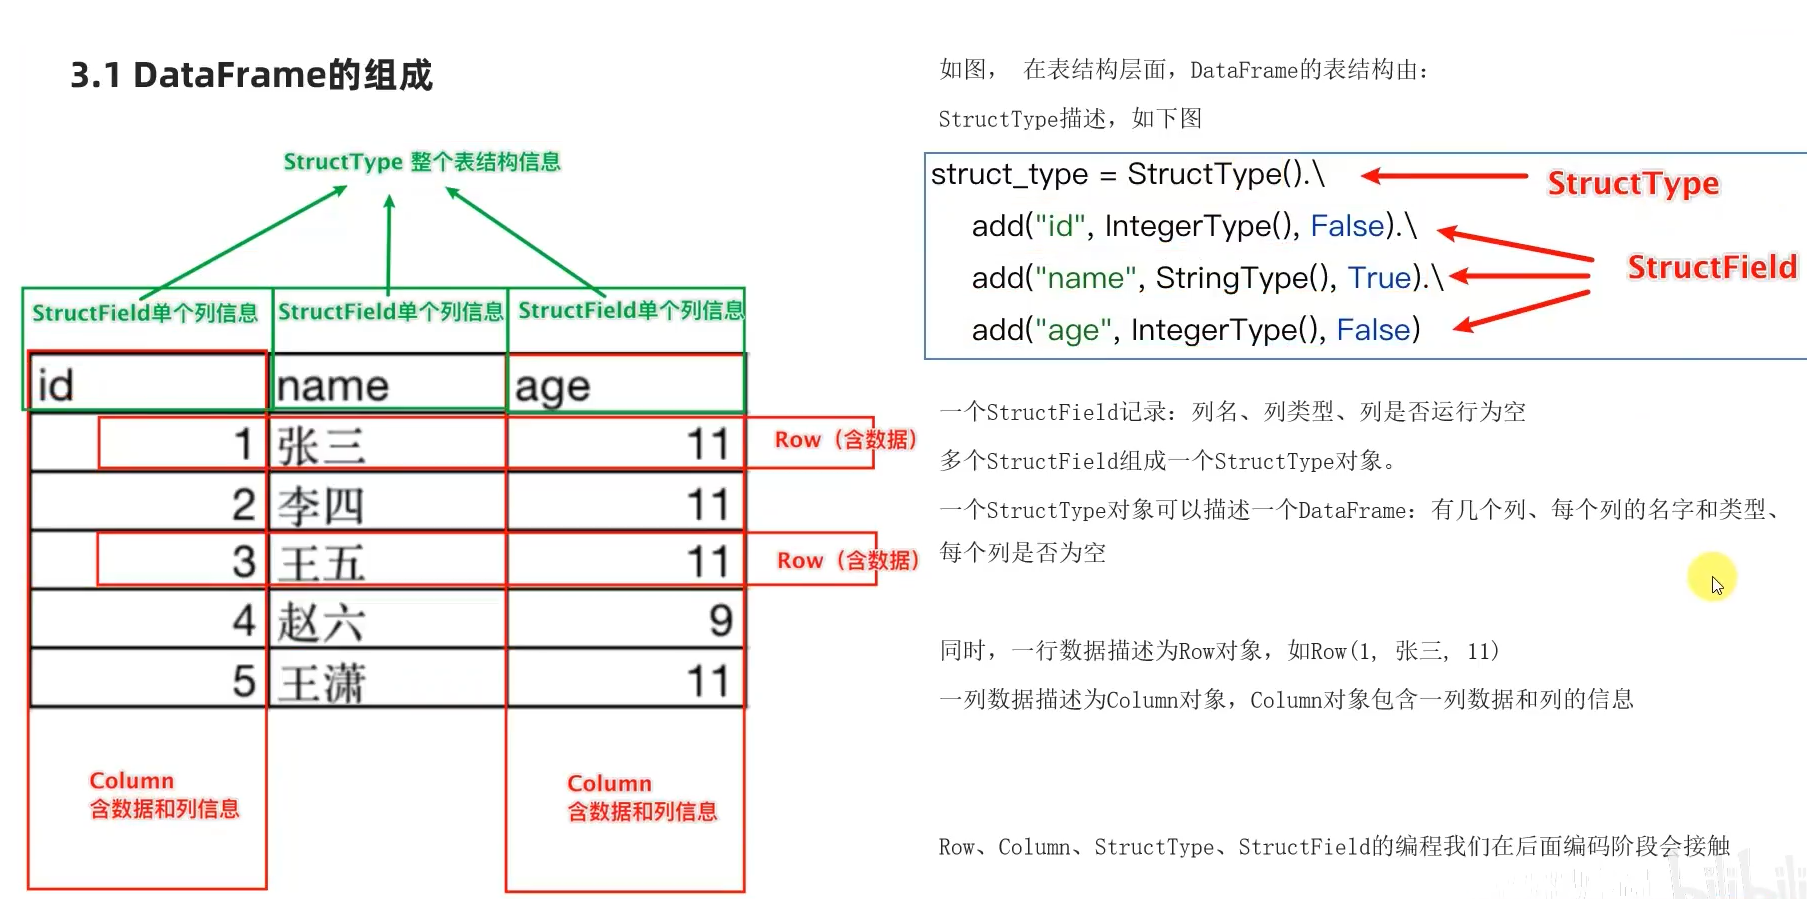 3.1 DataFrame的组成
StructType 整个表结构信息
StructField单个列信息 StructField单个列信息 StructField单个列信息
id name age
1 张三 11 Row（含数据）
2 李四 11
3 王五 11 Row（含数据）
4 赵六 9
5 王潇 11
Column
含数据和列信息
Column
含数据和列信息
如图， 在表结构层面，DataFrame的表结构由：
StructType描述，如下图
struct_type = StructType().\
add("id", IntegerType(), False).\
add("name", StringType(), True).\
add("age", IntegerType(), False)
StructType
StructField
一个StructField记录：列名、列类型、列是否运行为空
多个StructField组成一个StructType对象。
一个StructType对象可以描述一个DataFrame：有几个列、每个列的名字和类型、
每个列是否为空
同时，一行数据描述为Row对象，如Row(1, 张三, 11)
一列数据描述为Column对象，Column对象包含一列数据和列的信息
Row、Column、StructType、StructField的编程我们在后面编码阶段会接触
bilibili